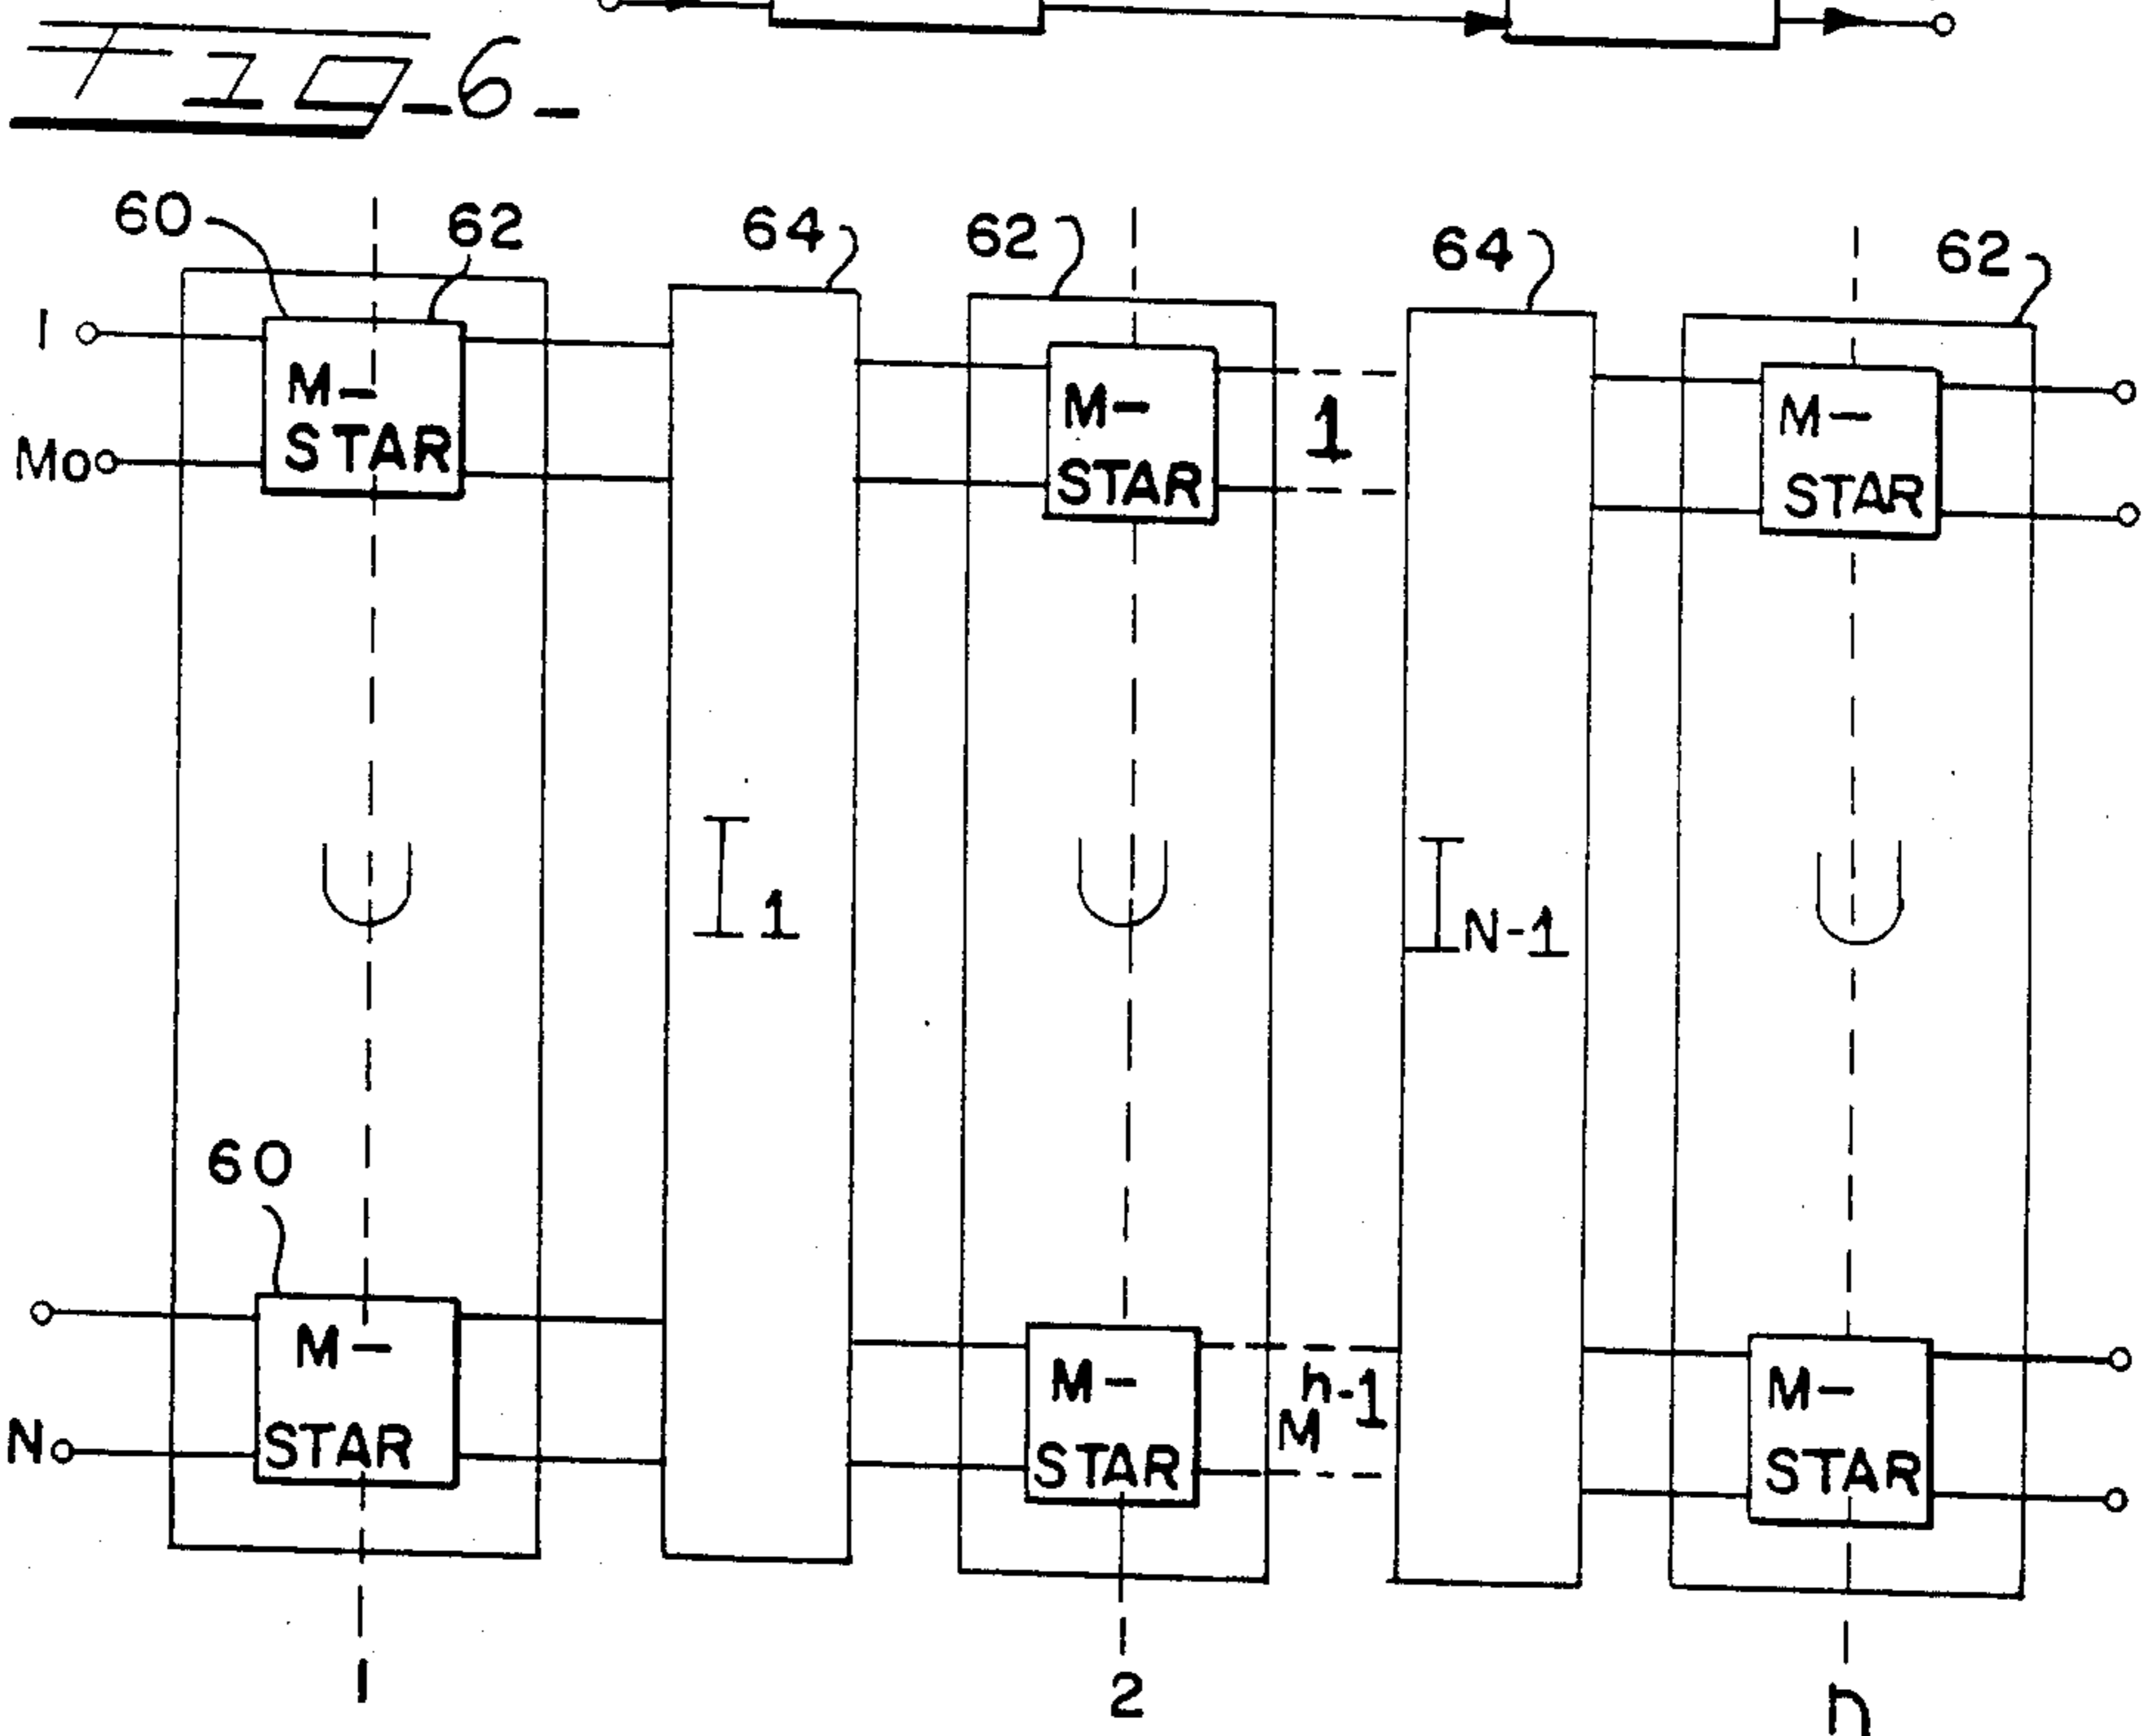 FIG-6-
60 62 64 62 64 62
1 M-STAR M-STAR 1 M-STAR
Mo
U I1 U IN-1 U
60
M-STAR M-STAR M h-1 M-STAR
N
1 2 n